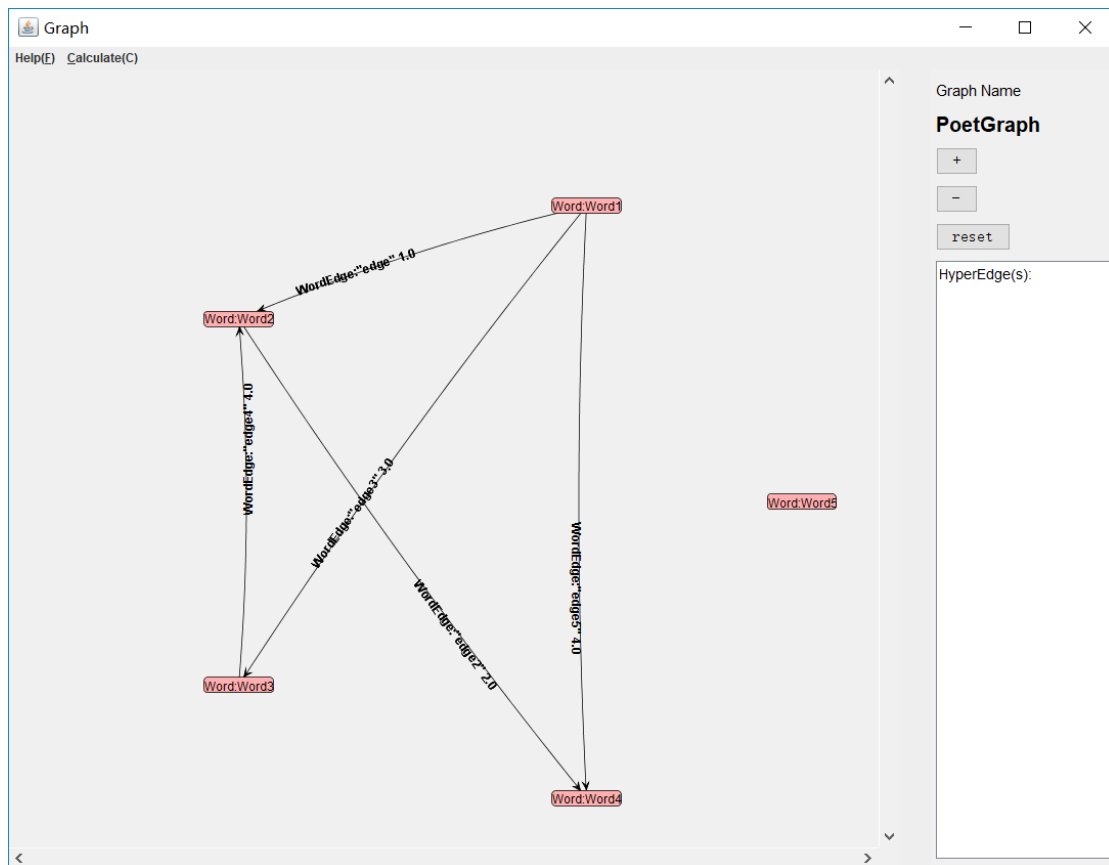 Graph
Help(F) Calculate(C)
Graph Name
PoetGraph
+
-
reset
HyperEdge(s):
Word:Word1
WordEdge:"edge" 1.0
Word:Word2
WordEdge:"edge4" 4.0
WordEdge:"edge3" 3.0
Word:Word5
WordEdge:"edge5" 4.0
WordEdge:"edge2" 2.0
Word:Word3
Word:Word4